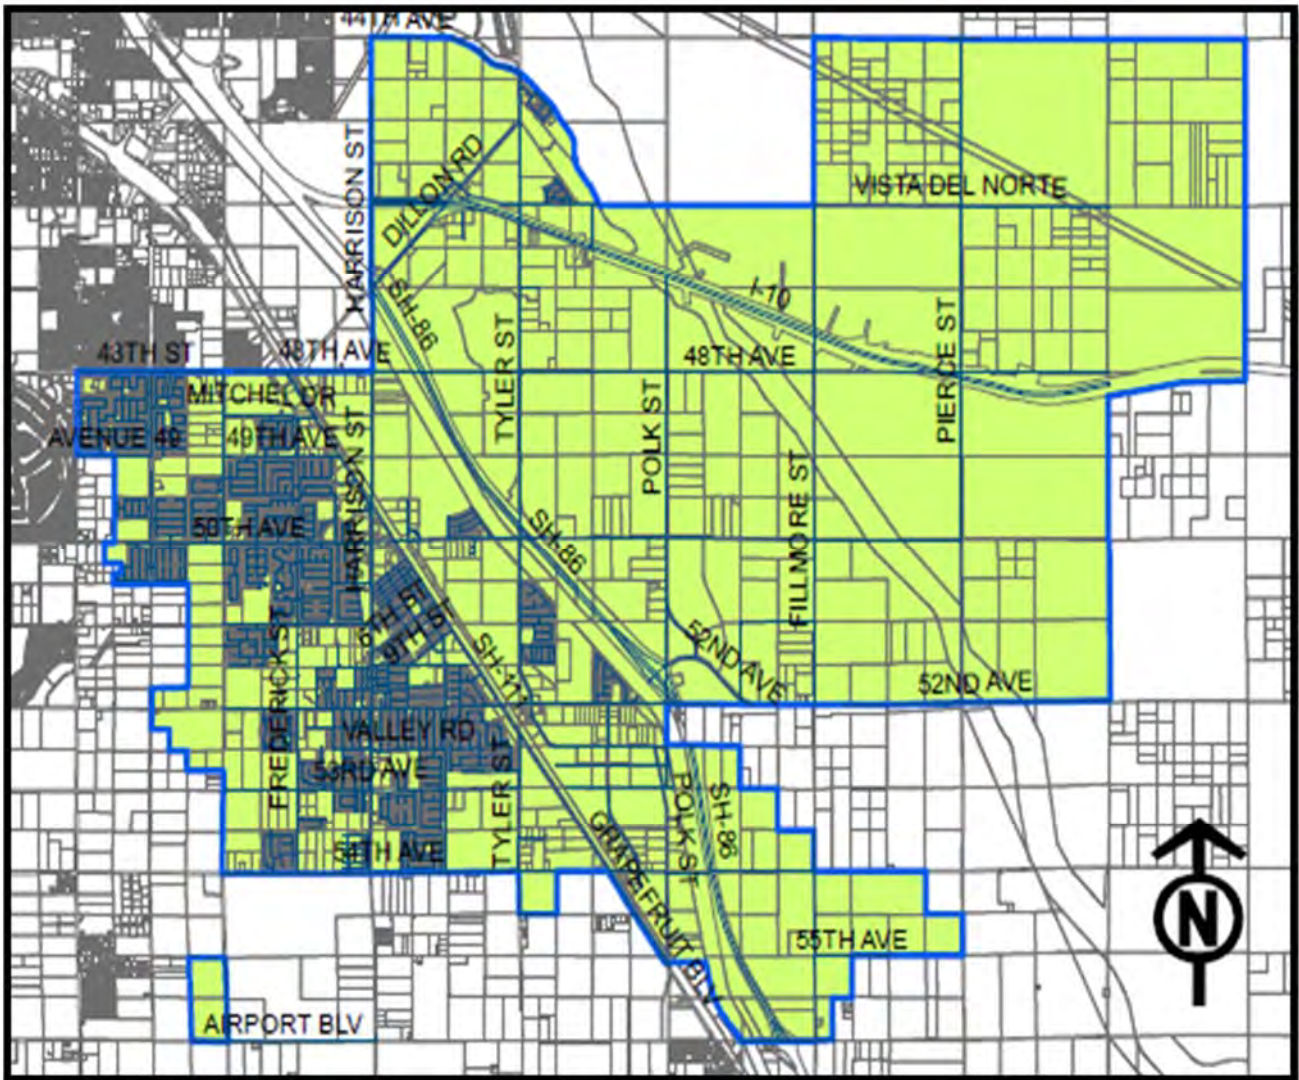 44TH AVE
HARRISON ST
DILLON RD
VISTA DEL NORTE
SH-86
I-10
TYLER ST
PIERCE ST
43TH ST
48TH AVE
48TH AVE
MITCHEL DR
POLK ST
AVENUE 49
49TH AVE
HARRISON ST
FILLMORE ST
50TH AVE
SH-86
6TH ST
9TH ST
SH-111
52ND AVE
52ND AVE
FREDERICK ST
VALLEY RD
53RD AVE
TYLER ST
POLK ST
SH-86
54TH AVE
GRAPEFRUIT BLV
55TH AVE
N
AIRPORT BLV